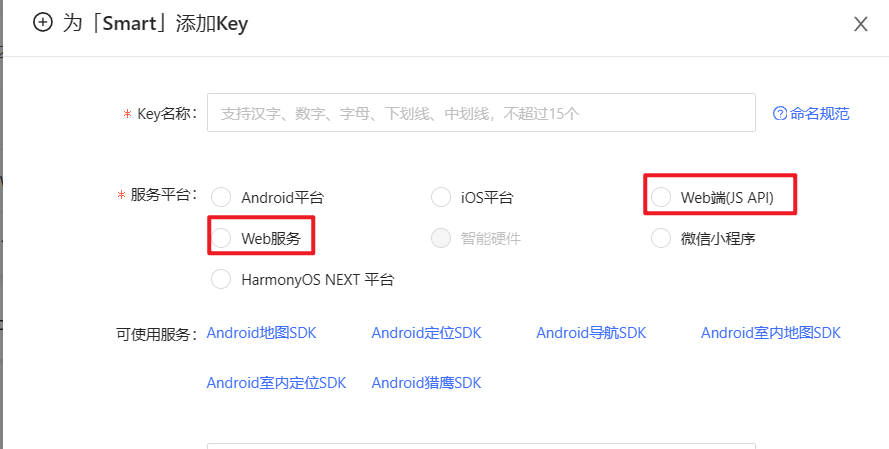 为「Smart」添加Key
* Key名称： 支持汉字、数字、字母、下划线、中划线，不超过15个 命名规范
* 服务平台： Android平台 iOS平台 Web端(JS API)
Web服务 智能硬件 微信小程序
HarmonyOS NEXT 平台
可使用服务： Android地图SDK Android定位SDK Android导航SDK Android室内地图SDK
Android室内定位SDK Android猎鹰SDK